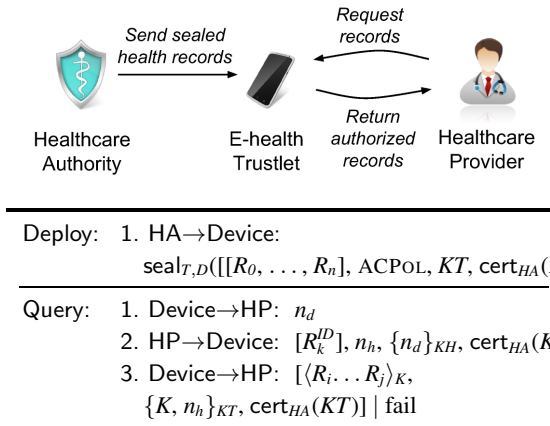 Send sealed
health records
Request
records
Return
authorized
records
Healthcare
Authority
E-health
Trustlet
Healthcare
Provider
Deploy: 1. HA→Device:
seal_{T,D}([[R_0, . . . , R_n], ACPOL, KT, cert_{HA}(
Query: 1. Device→HP: n_d
2. HP→Device: [R_k^{ID}], n_h, {n_d}_{KH}, cert_{HA}(K
3. Device→HP: [⟨R_i. . . R_j⟩_K,
{K, n_h}_{KT}, cert_{HA}(KT)] | fail